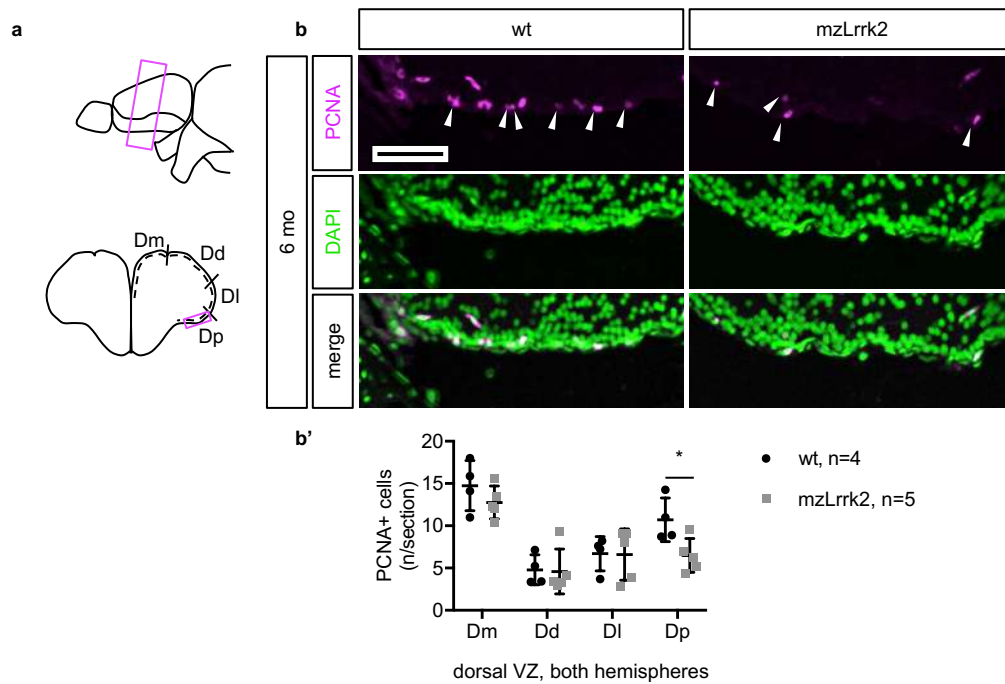 a
b
wt
mzLrrk2
6 mo
PCNA
DAPI
merge
Dm
Dd
Dl
Dp
b'
PCNA+ cells
(n/section)
20
15
10
5
0
Dm
Dd
Dl
Dp
*
wt, n=4
mzLrrk2, n=5
dorsal VZ, both hemispheres